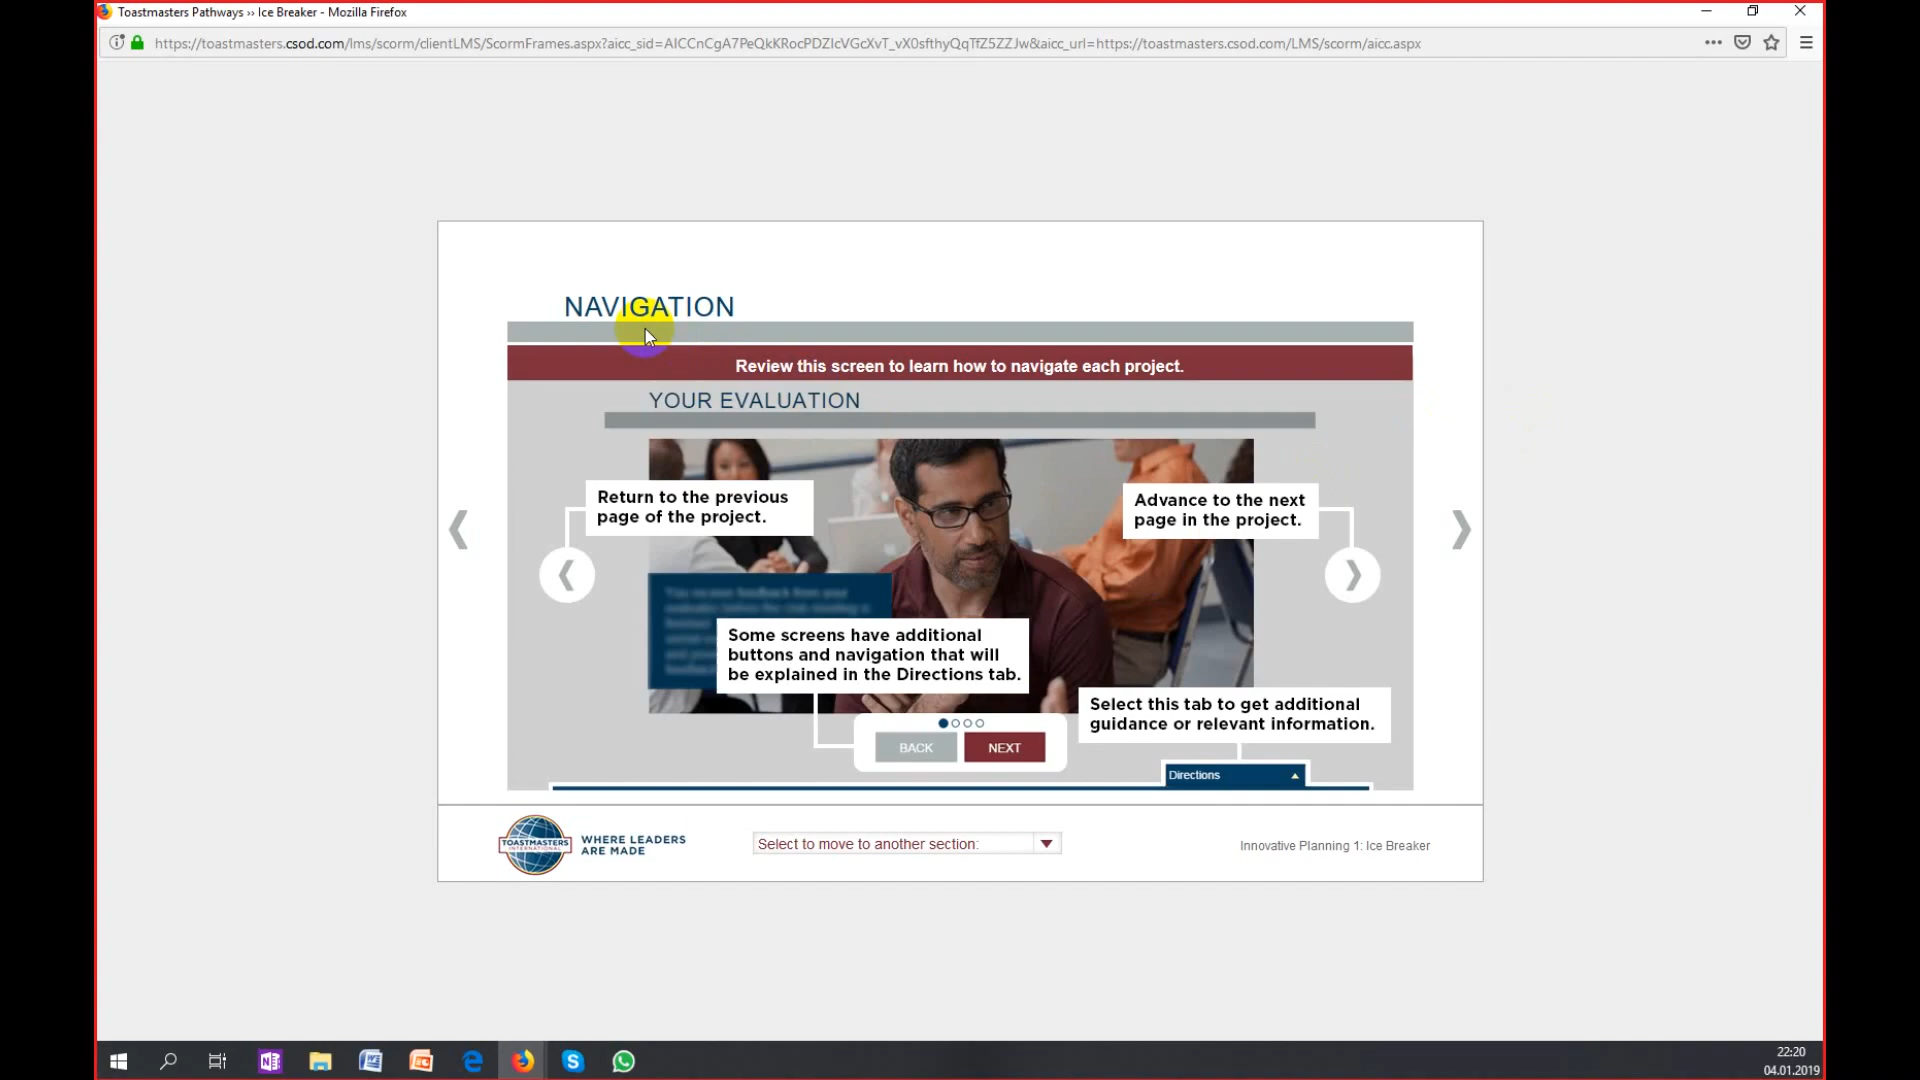 Toastmasters Pathways ›› Ice Breaker - Mozilla Firefox
https://toastmasters.csod.com/lms/scorm/clientLMS/ScormFrames.aspx?aicc_sid=AICCnCgA7PeQkKRocPDZIcVGcXvT_vX0sfthyQqTfZ5ZZJw&aicc_url=https://toastmasters.csod.com/LMS/scorm/aicc.aspx
NAVIGATION
Review this screen to learn how to navigate each project.
YOUR EVALUATION
Return to the previous
page of the project.
Advance to the next
page in the project.
Some screens have additional
buttons and navigation that will
be explained in the Directions tab.
Select this tab to get additional
guidance or relevant information.
BACK
NEXT
Directions
TOASTMASTERS
INTERNATIONAL
WHERE LEADERS
ARE MADE
Select to move to another section:
Innovative Planning 1: Ice Breaker
22:20
04.01.2019